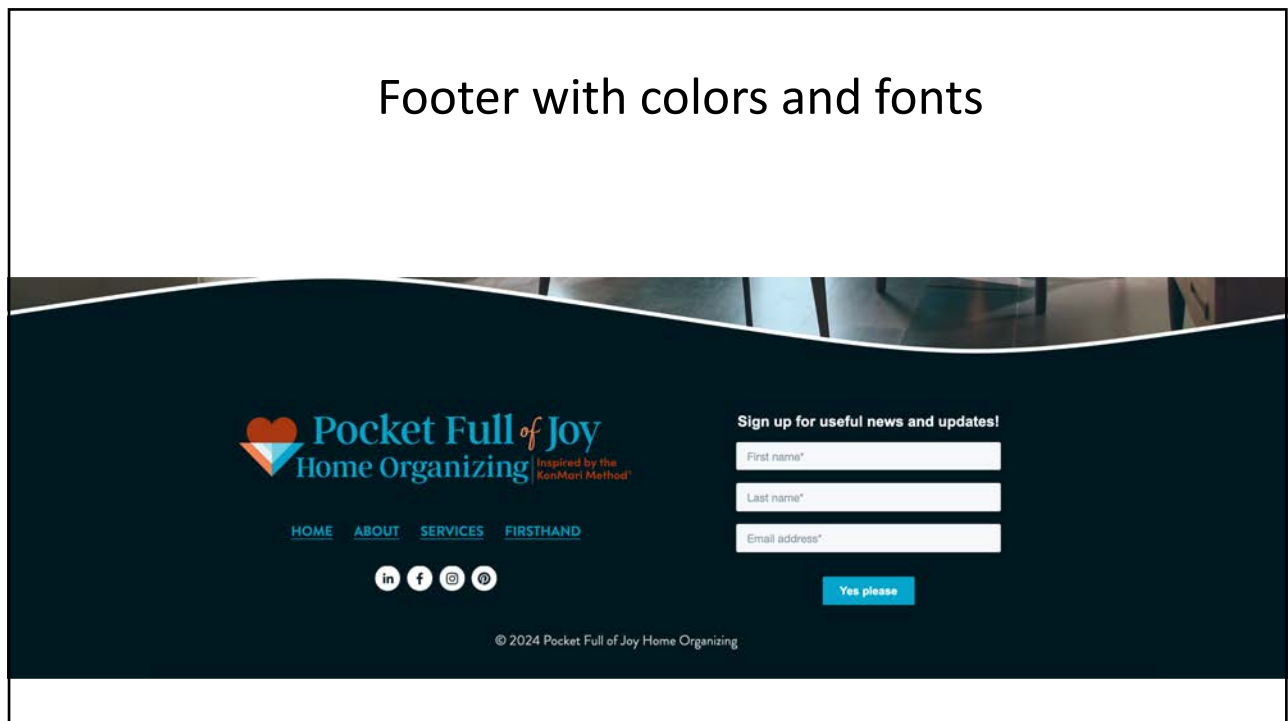 Footer with colors and fonts
Pocket Full of Joy
Home Organizing
Inspired by the
KonMari Method®
HOME ABOUT SERVICES FIRSTHAND
Sign up for useful news and updates!
First name*
Last name*
Email address*
Yes please
© 2024 Pocket Full of Joy Home Organizing